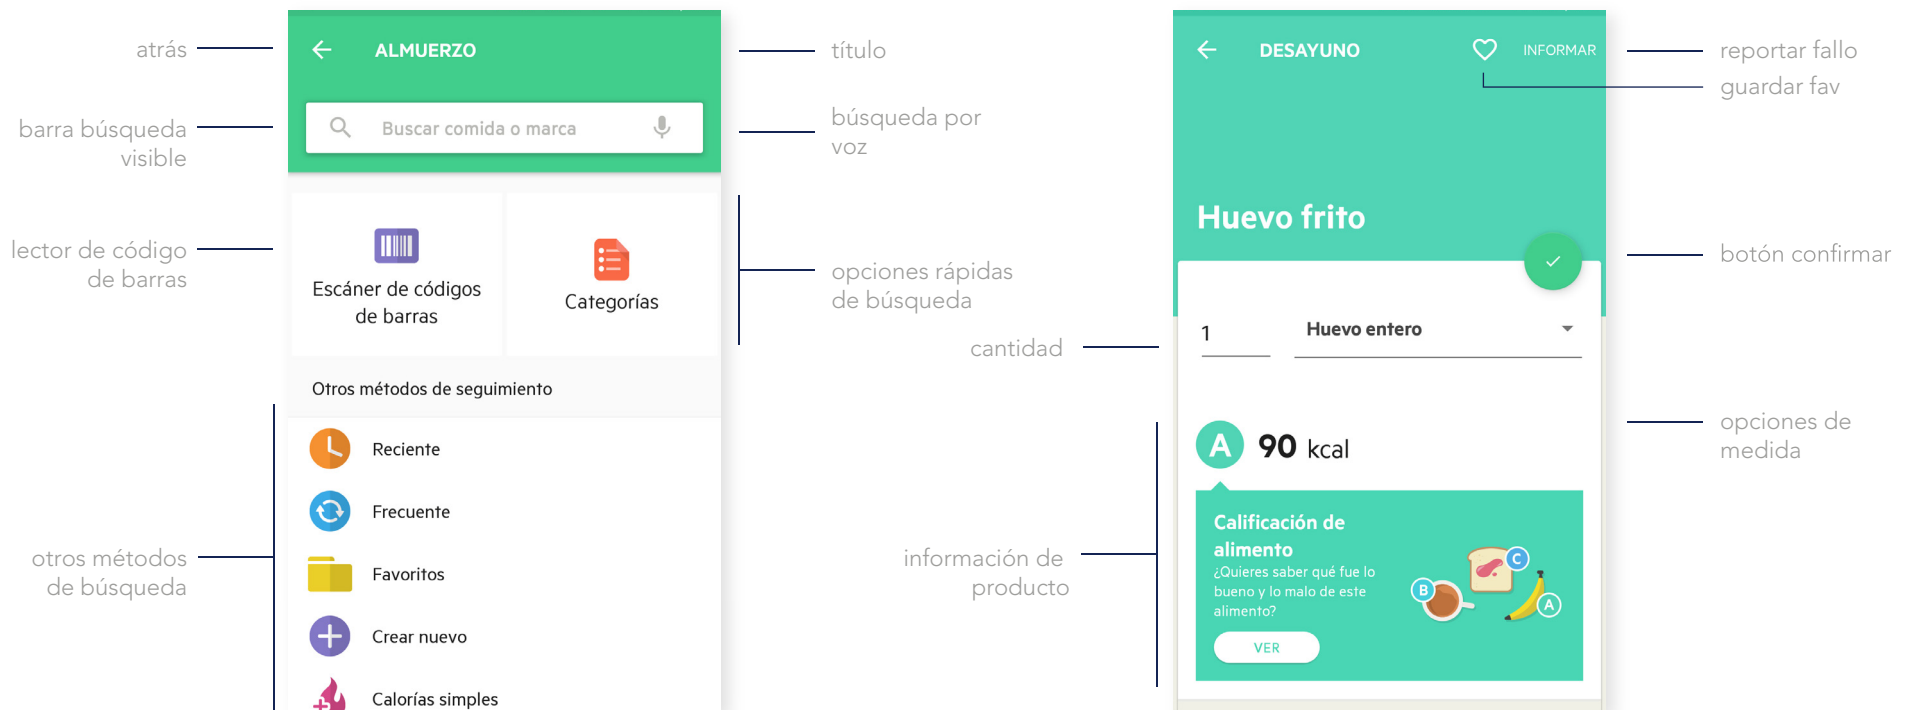 atrás
barra búsqueda
visible
lector de código
de barras
otros métodos
de búsqueda
ALMUERZO
Buscar comida o marca
Escáner de códigos
de barras
Categorías
Otros métodos de seguimiento
Reciente
Frecuente
Favoritos
Crear nuevo
Calorías simples
título
búsqueda por
voz
opciones rápidas
de búsqueda
cantidad
información de
producto
DESAYUNO
INFORMAR
Huevo frito
1
Huevo entero
A
90 kcal
Calificación de
alimento
¿Quieres saber qué fue lo
bueno y lo malo de este
alimento?
VER
B
C
A
reportar fallo
guardar fav
botón confirmar
opciones de
medida